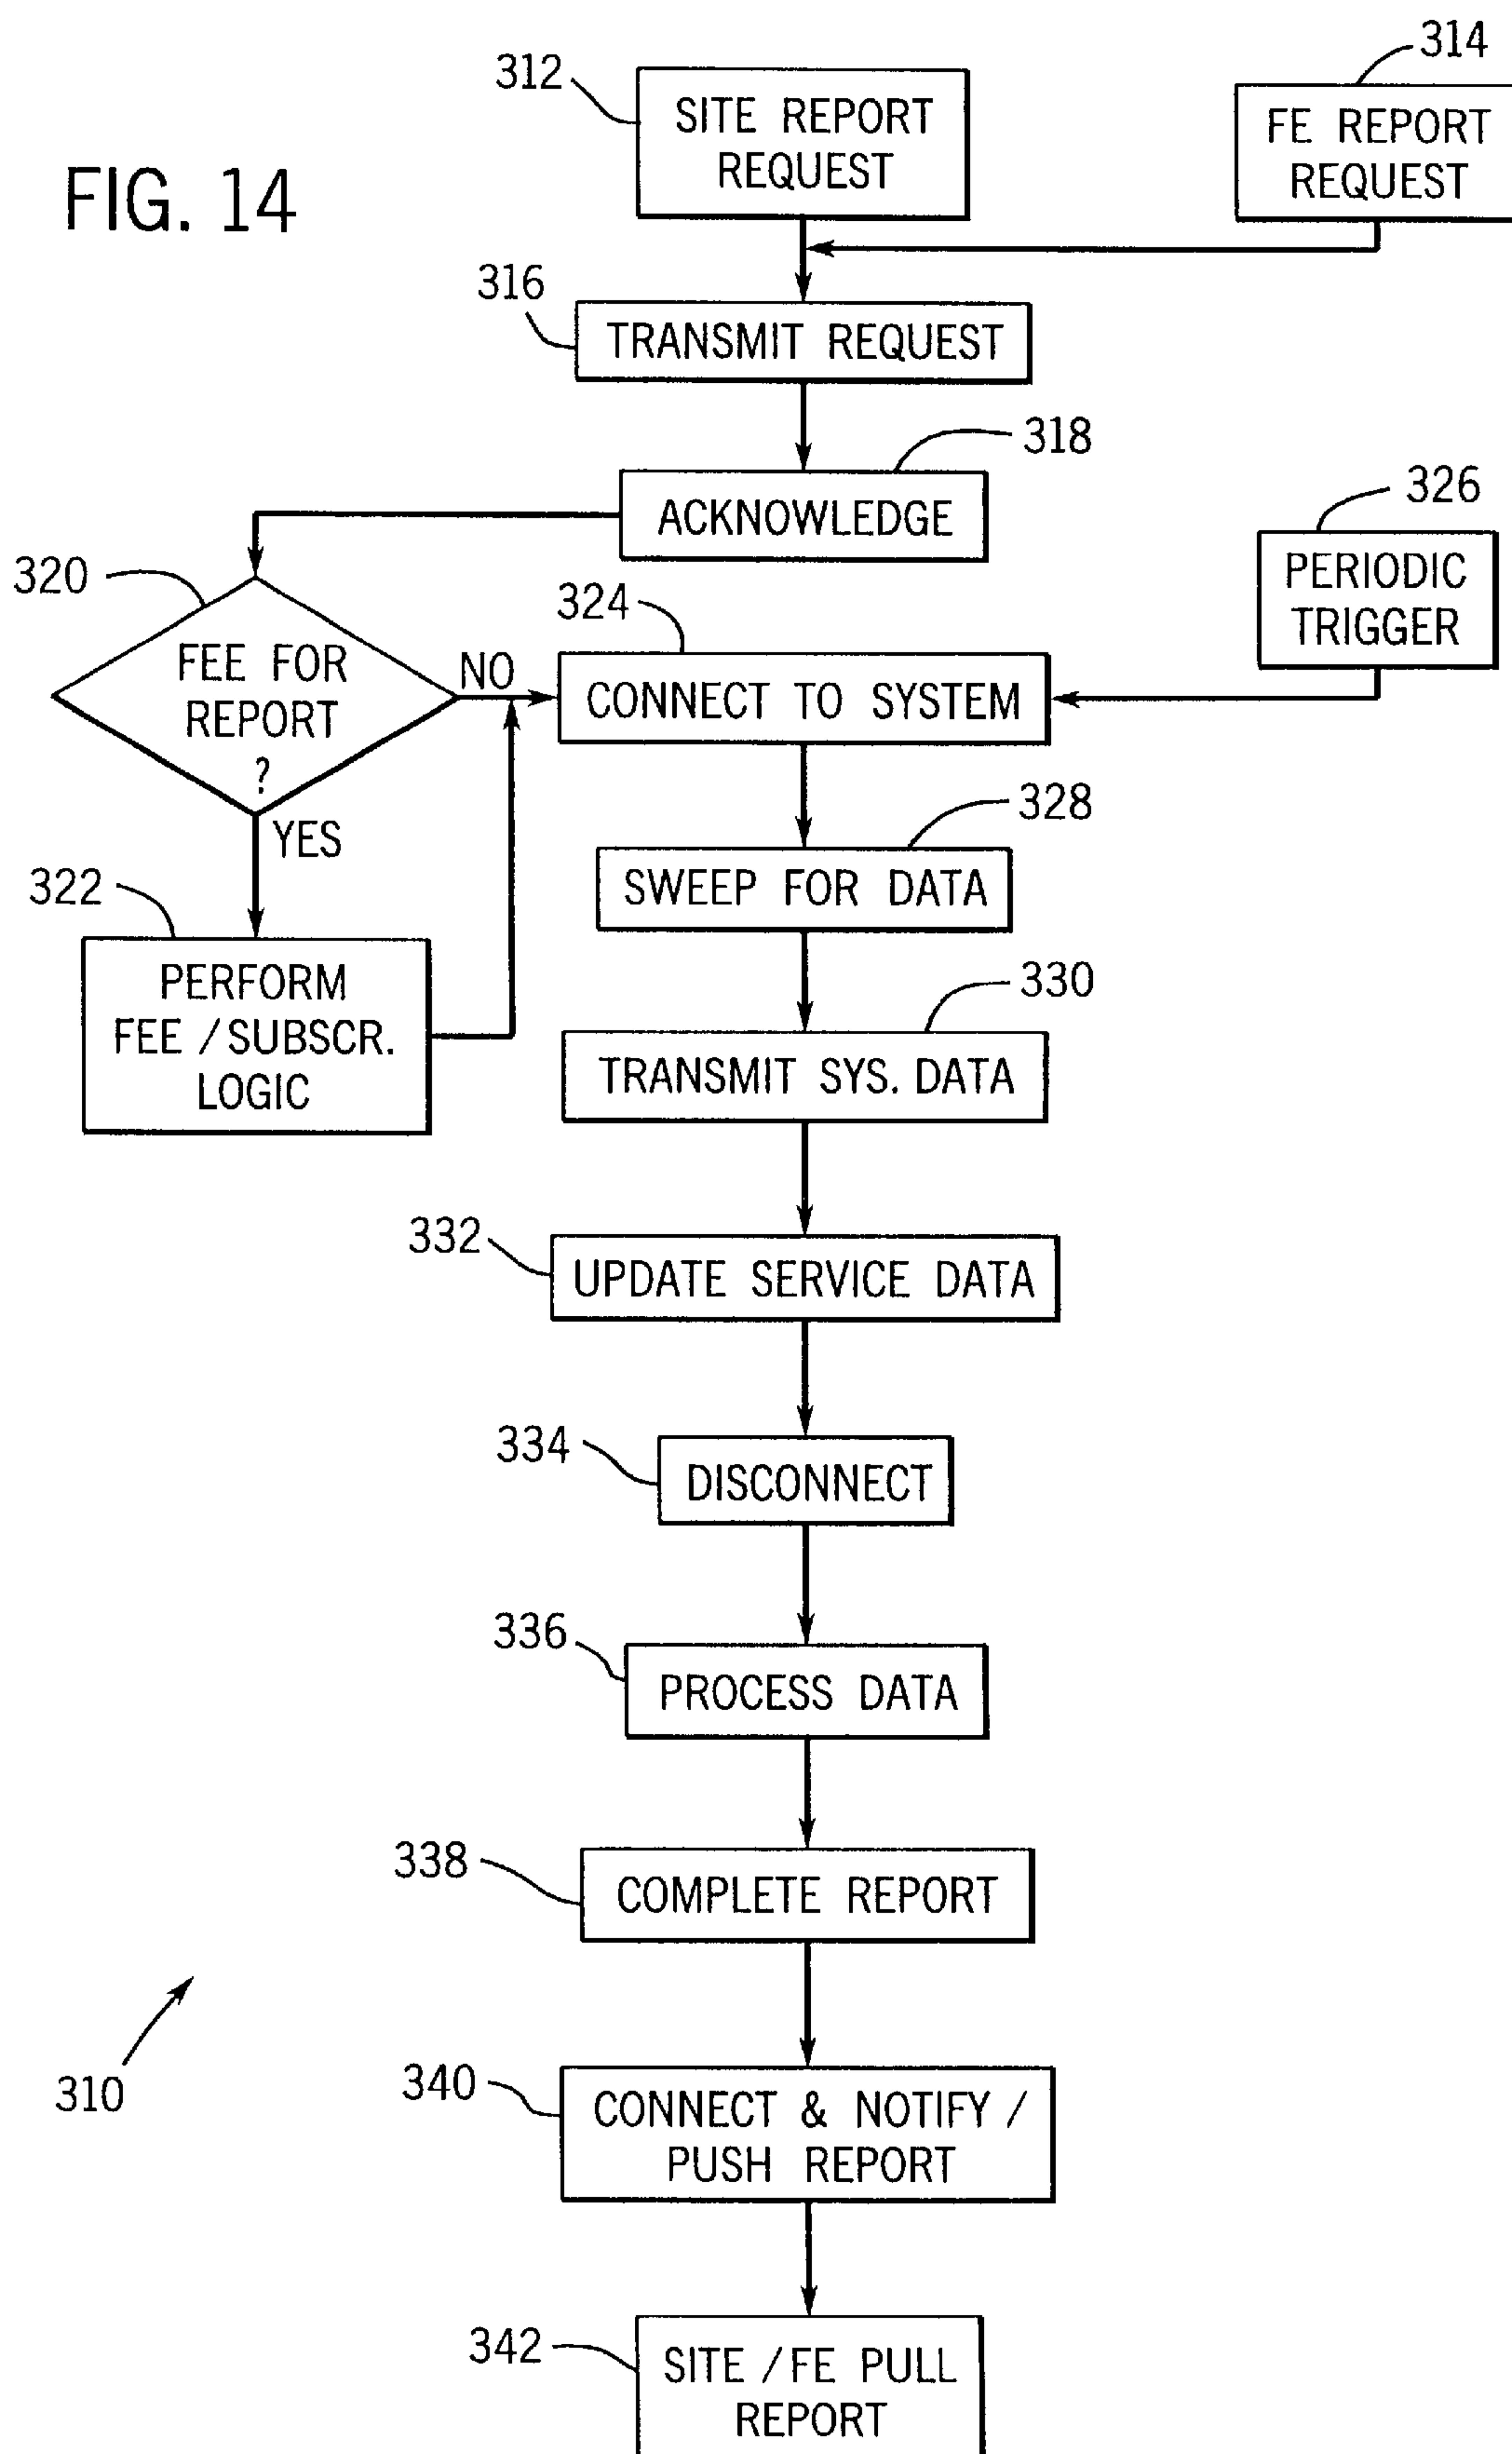 FIG. 14
312
SITE REPORT
REQUEST
314
FE REPORT
REQUEST
316
TRANSMIT REQUEST
318
ACKNOWLEDGE
320
FEE FOR
REPORT
?
NO
YES
322
PERFORM
FEE / SUBSCR.
LOGIC
324
CONNECT TO SYSTEM
326
PERIODIC
TRIGGER
328
SWEEP FOR DATA
330
TRANSMIT SYS. DATA
332
UPDATE SERVICE DATA
334
DISCONNECT
336
PROCESS DATA
338
COMPLETE REPORT
310
340
CONNECT & NOTIFY /
PUSH REPORT
342
SITE / FE PULL
REPORT